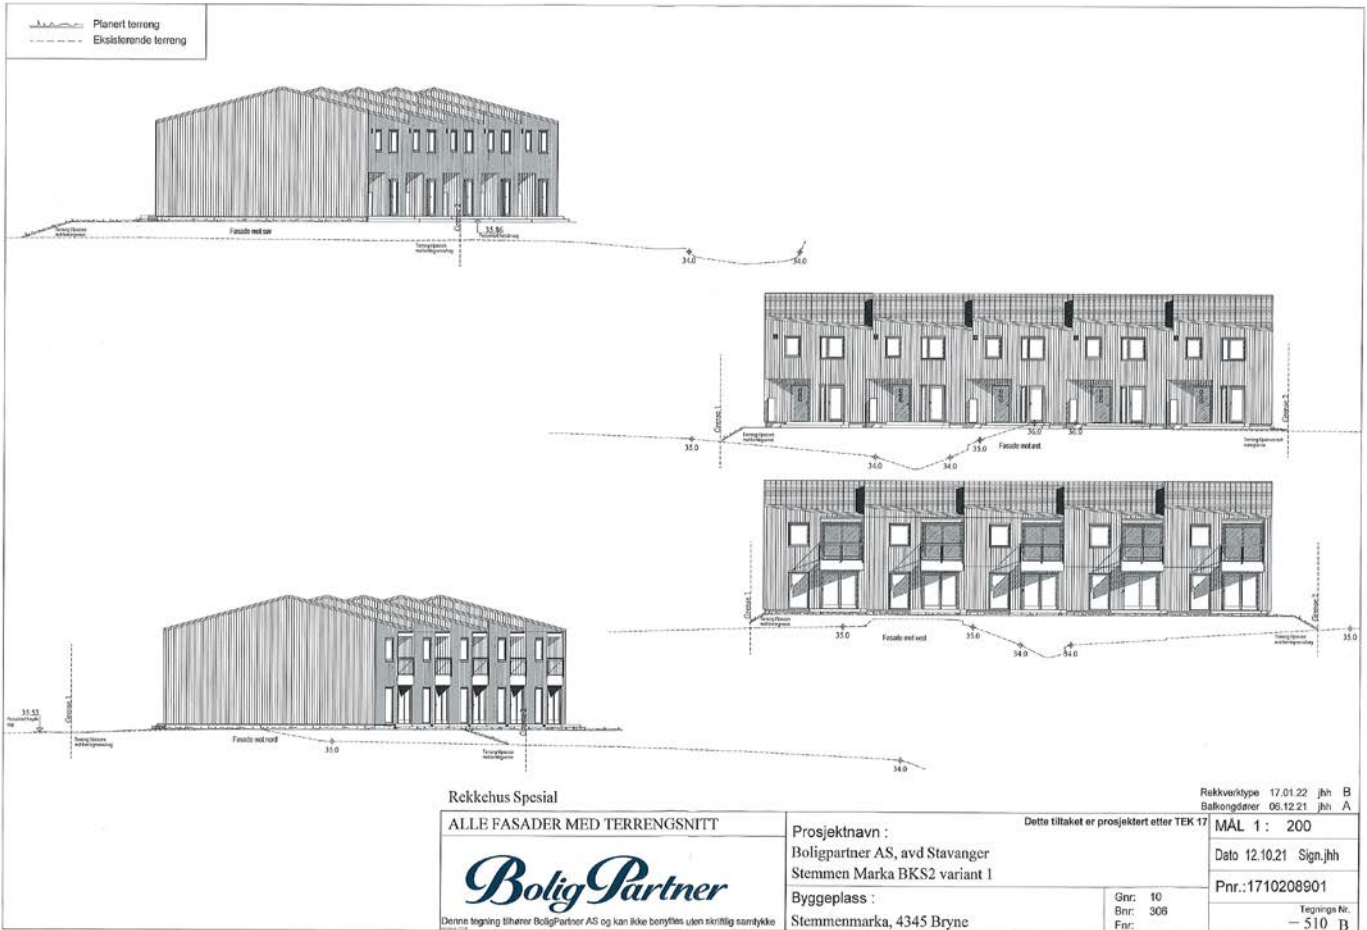 Planert terreng
Eksisterende terreng
Fasade mot sør
Grense 2
35.86
34.0
34.0
Grense 1
Grense 2
35.0
34.0
34.0
35.0
36.0
36.0
Fasade mot øst
35.0
Fasade mot vest
35.0
34.0
34.0
35.0
35.53
Grense 1
Fasade mot nord
35.0
34.0
Rekkehus Spesial
Rekkverktype 17.01.22 jhh B
Balkongdører 06.12.21 jhh A
ALLE FASADER MED TERRENGSNITT
BoligPartner
Denne tegning tilhører BoligPartner AS og kan ikke benyttes uten skriftlig samtykke
Dette tiltaket er prosjektert etter TEK 17
Prosjektnavn :
Boligpartner AS, avd Stavanger
Stemmen Marka BKS2 variant 1
Byggeplass :
Stemmenmarka, 4345 Bryne
Gnr: 10
Bnr: 306
Fnr:
MÅL 1 : 200
Dato 12.10.21 Sign.jhh
Pnr.:1710208901
Tegnings Nr.
– 510 B